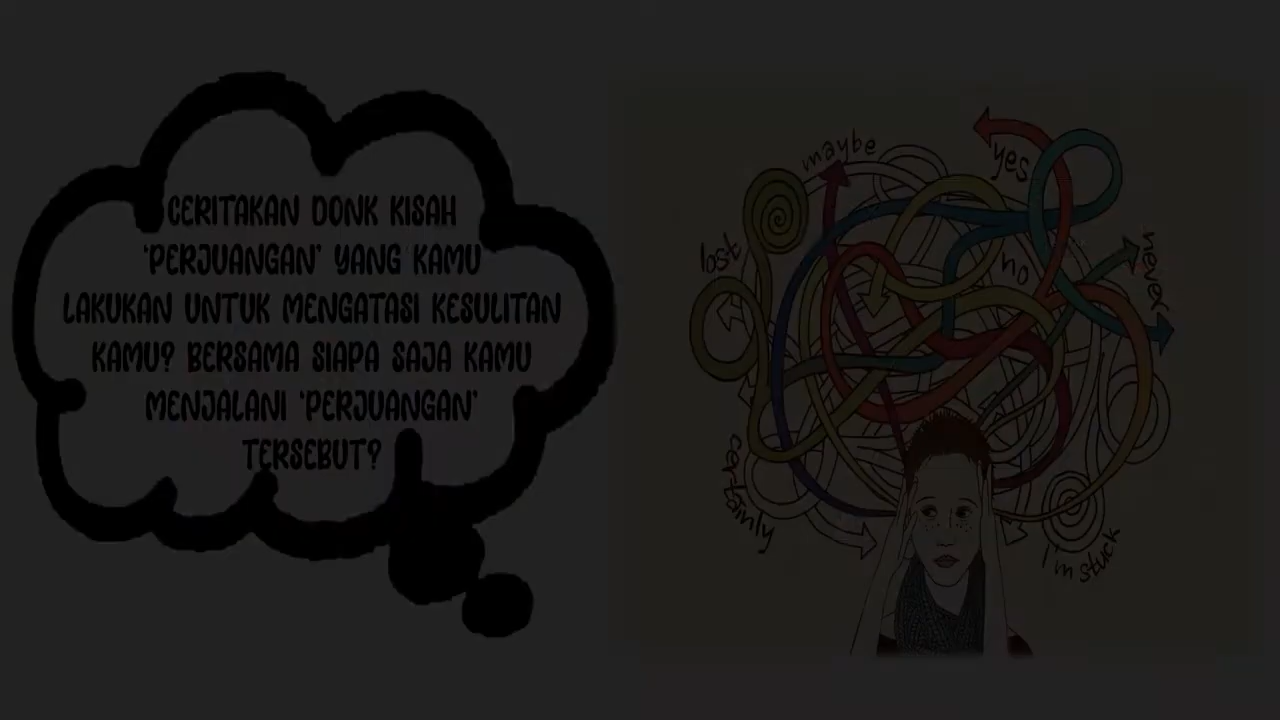 CERITAKAN DONK KISAH
'PERJUANGAN' YANG KAMU
LAKUKAN UNTUK MENGATASI KESULITAN
KAMU? BERSAMA SIAPA SAJA KAMU
MENJALANI 'PERJUANGAN'
TERSEBUT?
maybe
yes
lost
no
never
certainly
I'm stuck